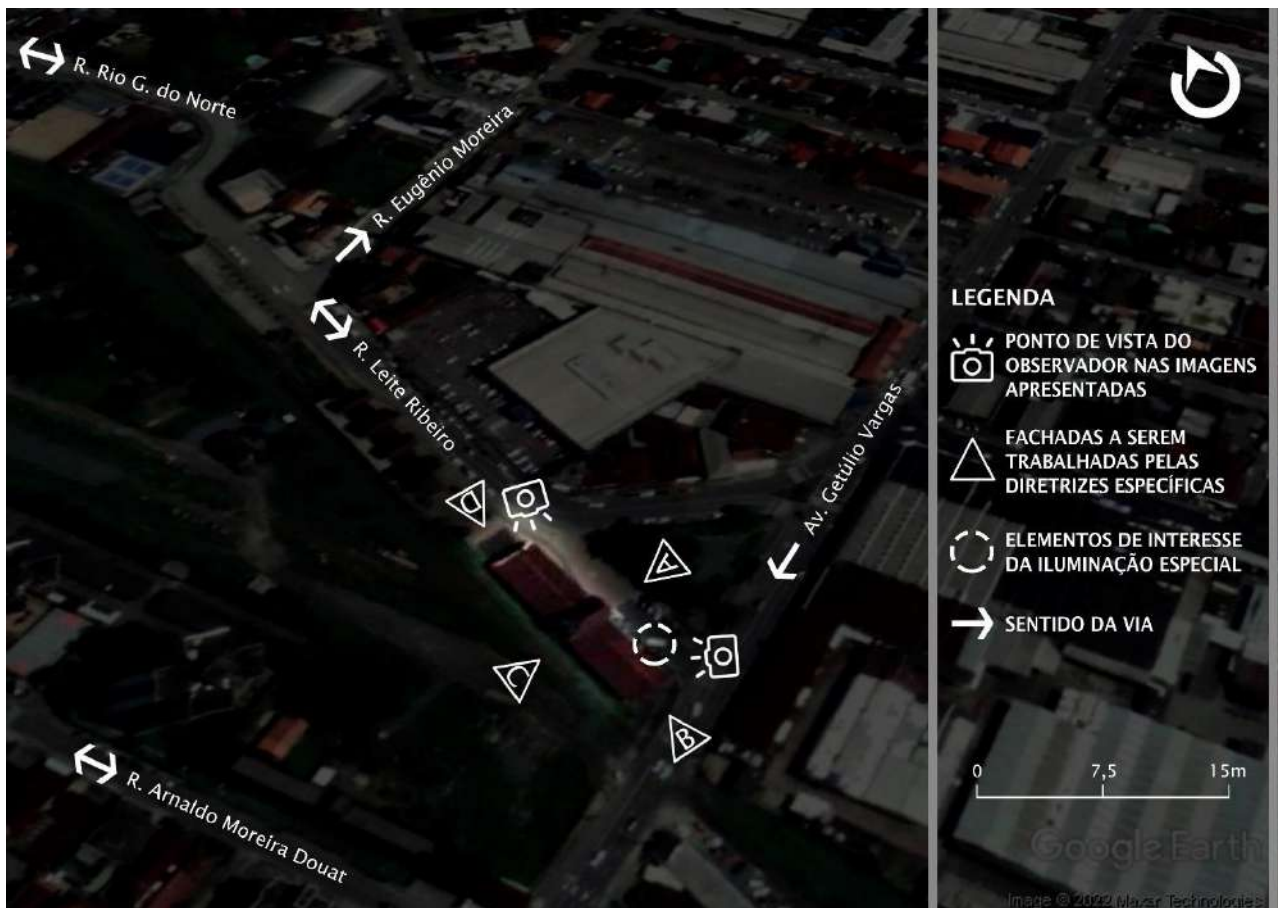 R. Rio G. do Norte
R. Eugênio Moreira
R. Leite Ribeiro
Av. Getúlio Vargas
D
A
C
B
R. Arnaldo Moreira Douat
LEGENDA
PONTO DE VISTA DO
OBSERVADOR NAS IMAGENS
APRESENTADAS
FACHADAS A SEREM
TRABALHADAS PELAS
DIRETRIZES ESPECÍFICAS
ELEMENTOS DE INTERESSE
DA ILUMINAÇÃO ESPECIAL
SENTIDO DA VIA
0 7,5 15m
Google Earth
Image © 2022 Maxar Technologies